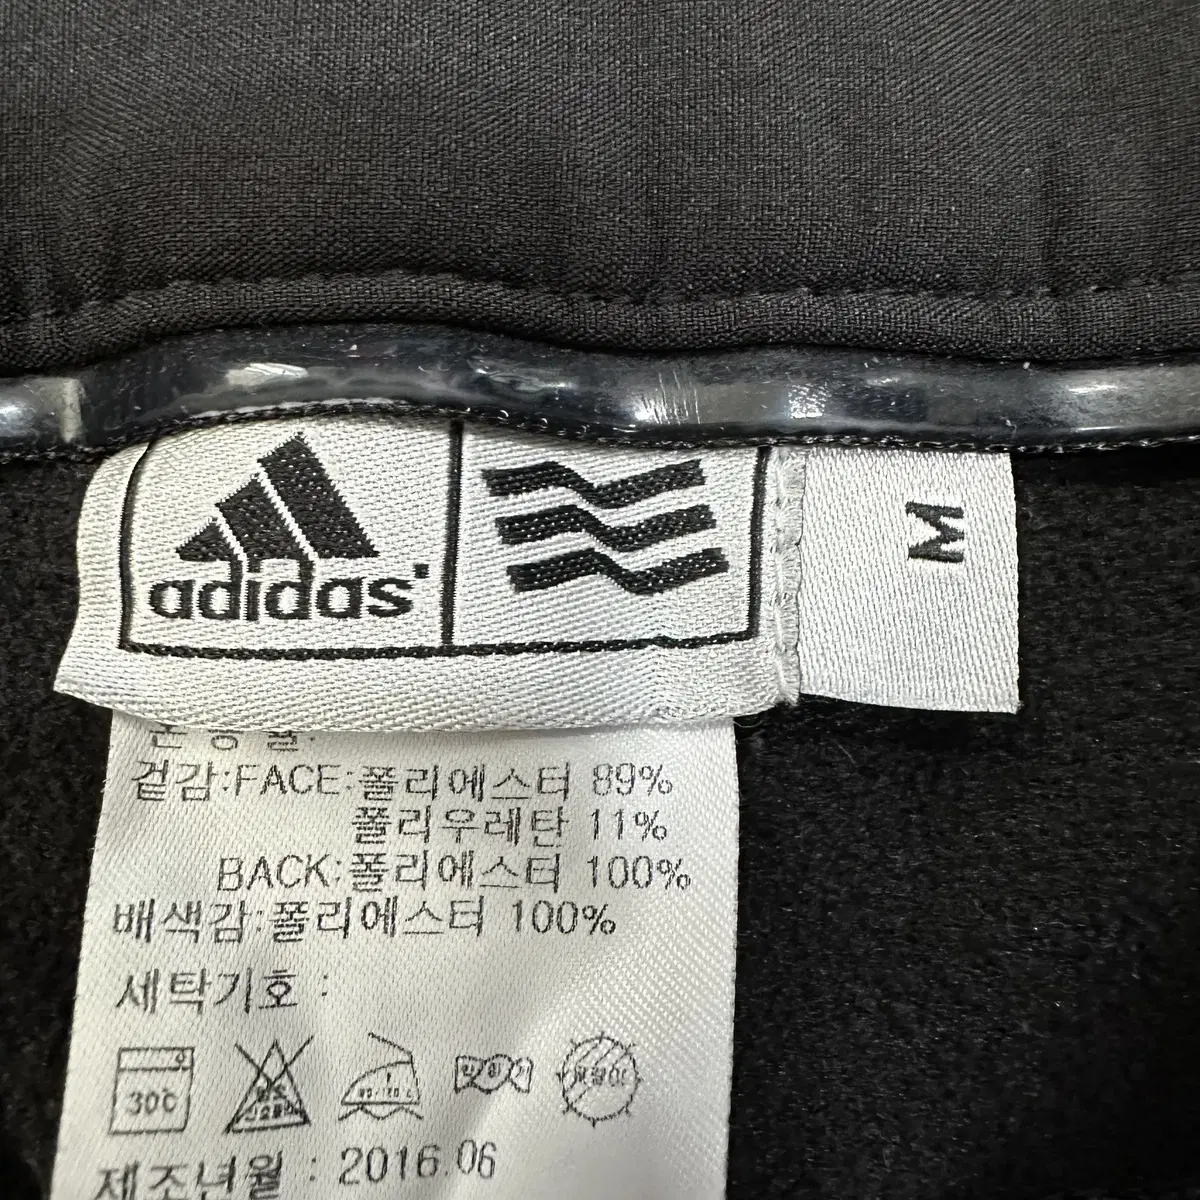 adidas
M
겉감:FACE:폴리에스터 89%
폴리우레탄 11%
BACK:폴리에스터 100%
배색감:폴리에스터 100%
세탁기호 :
30℃
제조년월 : 2016.06